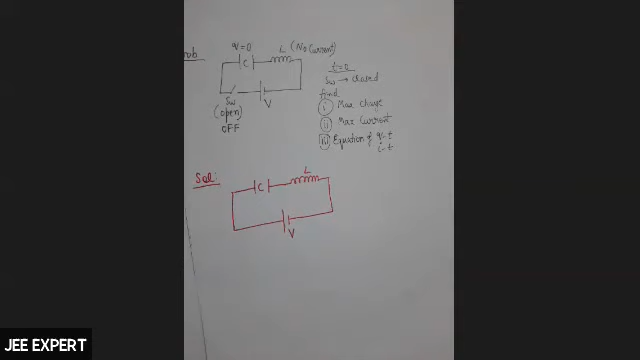 q=0
L (No Current)
C
Sw
(open)
OFF
V
t=0
Sw → closed
find
(i) Max Charge
(ii) Max Current
(iii) Equation of q-t
i-t
Sol:
C
L
V
JEE EXPERT